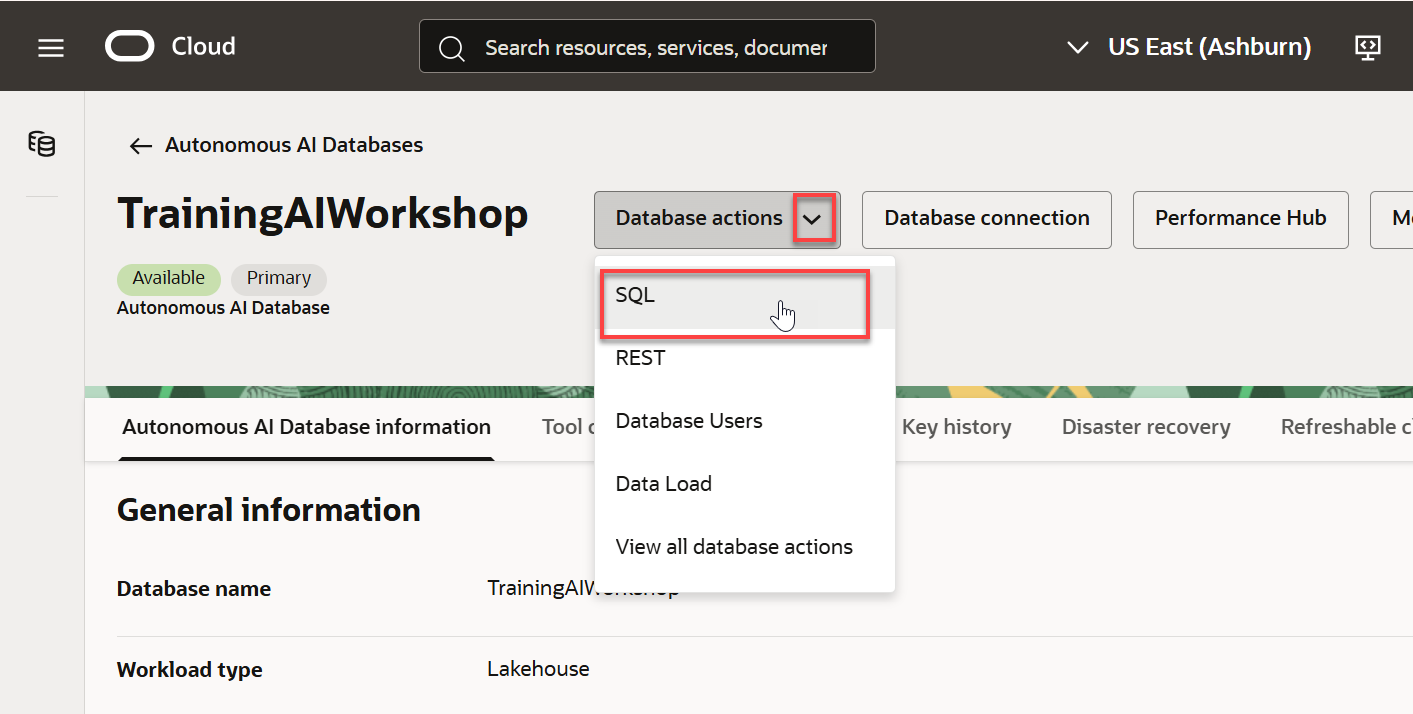 Cloud
Search resources, services, documer
US East (Ashburn)
Autonomous AI Databases
TrainingAIWorkshop
Database actions
Database connection
Performance Hub
Available
Primary
Autonomous AI Database
SQL
REST
Database Users
Data Load
View all database actions
Autonomous AI Database information
Tool
Key history
Disaster recovery
Refreshable
General information
Database name
TrainingAIWorkshop
Workload type
Lakehouse